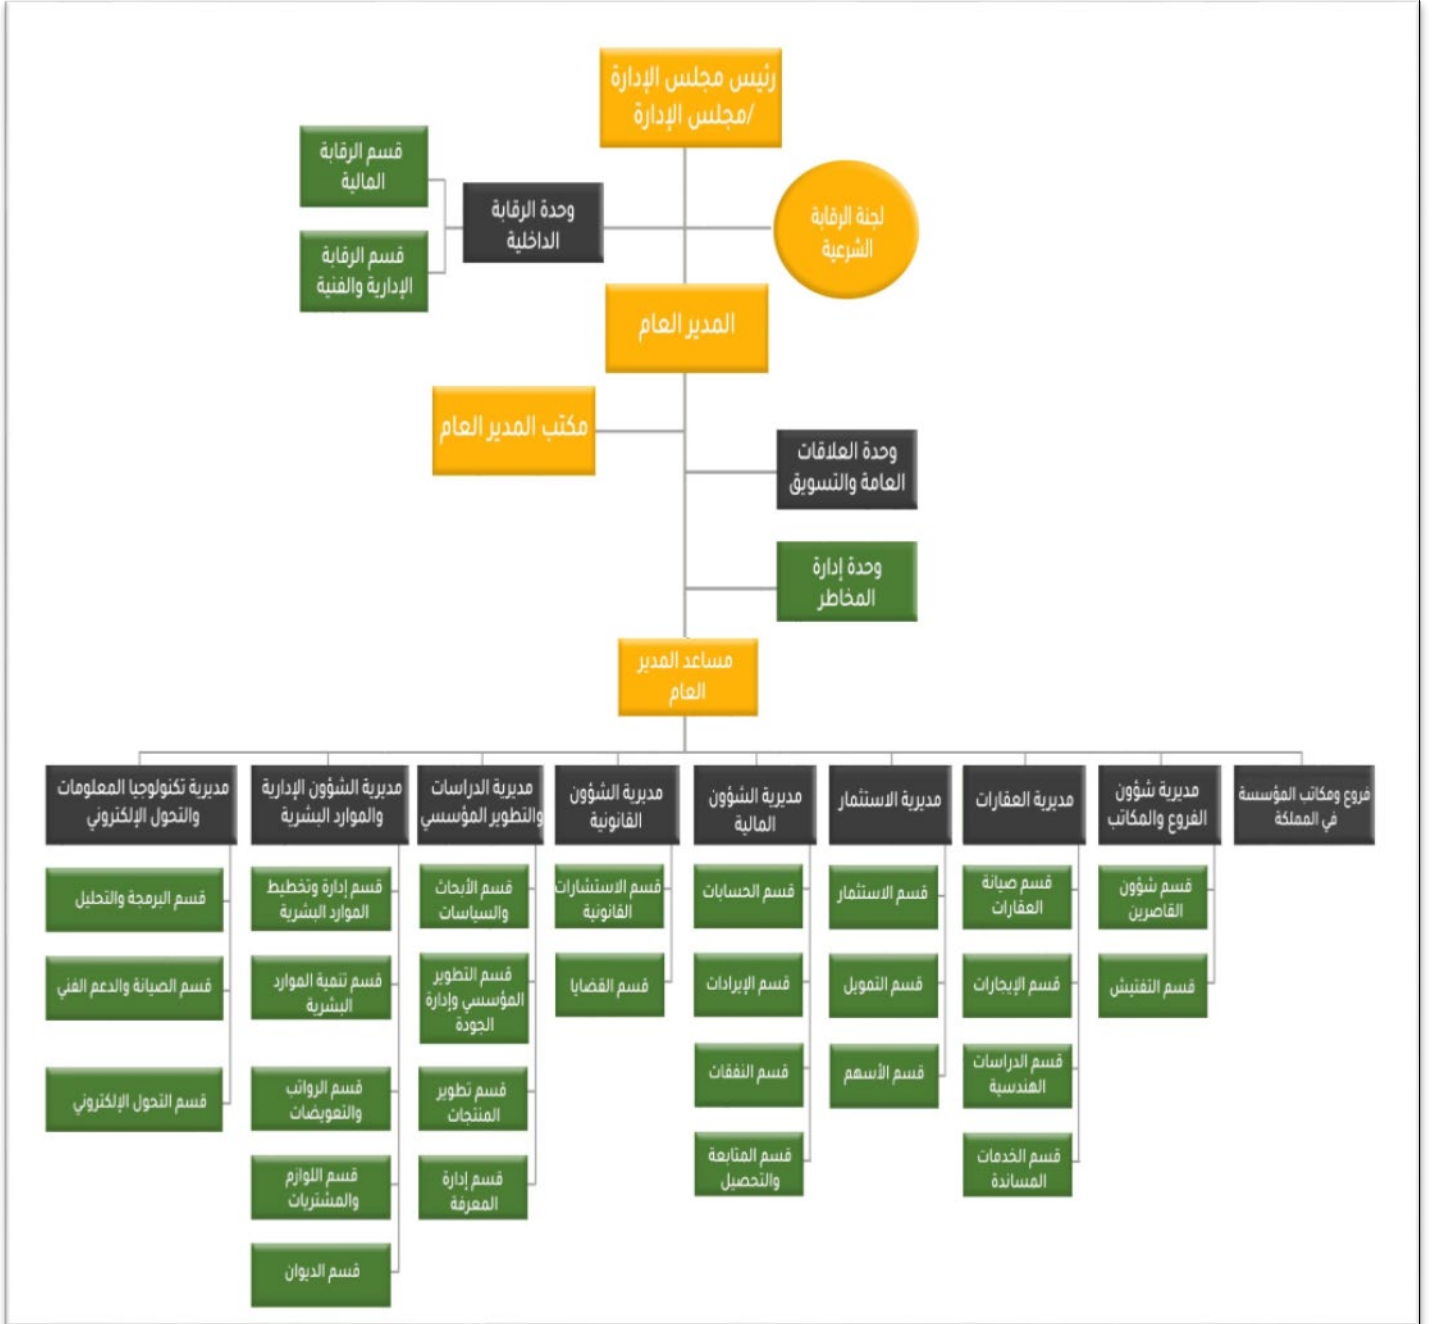 رئيس مجلس الإدارة
/مجلس الإدارة
لجنة الرقابة
الشرعية
وحدة الرقابة
الداخلية
قسم الرقابة
المالية
قسم الرقابة
الإدارية والفنية
المدير العام
مكتب المدير العام
وحدة العلاقات
العامة والتسويق
وحدة إدارة
المخاطر
مساعد المدير
العام
فروع ومكاتب المؤسسة
في المملكة
مديرية شؤون
الفروع والمكاتب
قسم شؤون
القاصرين
قسم التفتيش
مديرية العقارات
قسم صيانة
العقارات
قسم الإيجارات
قسم الدراسات
الهندسية
قسم الخدمات
المساندة
مديرية الاستثمار
قسم الاستثمار
قسم التمويل
قسم الأسهم
مديرية الشؤون
المالية
قسم الحسابات
قسم الإيرادات
قسم النفقات
قسم المتابعة
والتحصيل
مديرية الشؤون
القانونية
قسم الاستشارات
القانونية
قسم القضايا
مديرية الدراسات
والتطوير المؤسسي
قسم الأبحاث
والسياسات
قسم التطوير
المؤسسي وإدارة
الجودة
قسم تطوير
المنتجات
قسم إدارة
المعرفة
مديرية الشؤون الإدارية
والموارد البشرية
قسم إدارة وتخطيط
الموارد البشرية
قسم تنمية الموارد
البشرية
قسم الرواتب
والتعويضات
قسم اللوازم
والمشتريات
قسم الديوان
مديرية تكنولوجيا المعلومات
والتحول الإلكتروني
قسم البرمجة والتحليل
قسم الصيانة والدعم الفني
قسم التحول الإلكتروني